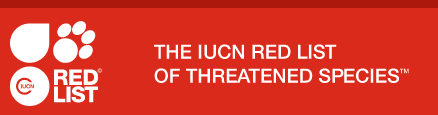 IUCN
RED®
LIST
THE IUCN RED LIST
OF THREATENED SPECIES™